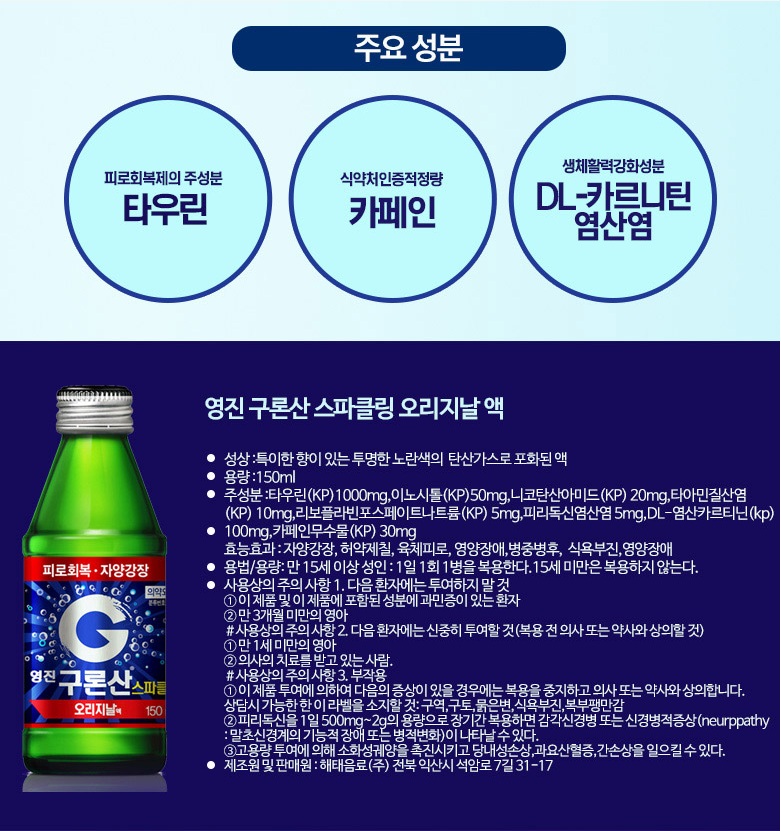 주요 성분
피로회복제의 주성분
타우린
식약처인증적정량
카페인
생체활력강화성분
DL-카르니틴
염산염
영진 구론산 스파클링 오리지날 액
● 성상 :특이한 향이 있는 투명한 노란색의 탄산가스로 포화된 액
● 용량 :150ml
● 주성분 :타우린(KP)1000mg,이노시톨(KP)50mg,니코탄산아미드(KP) 20mg,타아민질산염
(KP) 10mg,리보플라빈포스페이트나트륨(KP) 5mg,피리독신염산염 5mg,DL-염산카르티닌(kp)
● 100mg,카페인무수물(KP) 30mg
효능효과 : 자양강장, 허약체질, 육체피로, 영양장애,병중병후, 식욕부진,영양장애
● 용법/용량: 만 15세 이상 성인 : 1일 1회 1병을 복용한다.15세 미만은 복용하지 않는다.
● 사용상의 주의 사항 1. 다음 환자에는 투여하지 말 것
① 이 제품 및 이 제품에 포함된 성분에 과민증이 있는 환자
② 만 3개월 미만의 영아
# 사용상의 주의 사항 2. 다음 환자에는 신중히 투여할 것(복용 전 의사 또는 약사와 상의할 것)
① 만 1세 미만의 영아
② 의사의 치료를 받고 있는 사람.
# 사용상의 주의 사항 3. 부작용
① 이 제품 투여에 의하여 다음의 증상이 있을 경우에는 복용을 중지하고 의사 또는 약사와 상의합니다.
상담시 가능한 한 이 라벨을 소지할 것: 구역,구토,묽은변,식욕부진,복부팽만감
② 피리독신을 1일 500mg~2g의 용량으로 장기간 복용하면 감각신경병 또는 신경병적증상(neurppathy
: 말초신경계의 기능적 장애 또는 병적변화)이 나타날 수 있다.
③고용량 투여에 의해 소화성궤양을 촉진시키고 당내성손상,과요산혈증,간손상을 일으킬 수 있다.
● 제조원 및 판매원 : 해태음료(주) 전북 익산시 석암로 7길 31-17
피로회복·자양강장
의약외
G
영진 구론산 스파클
오리지날액
150